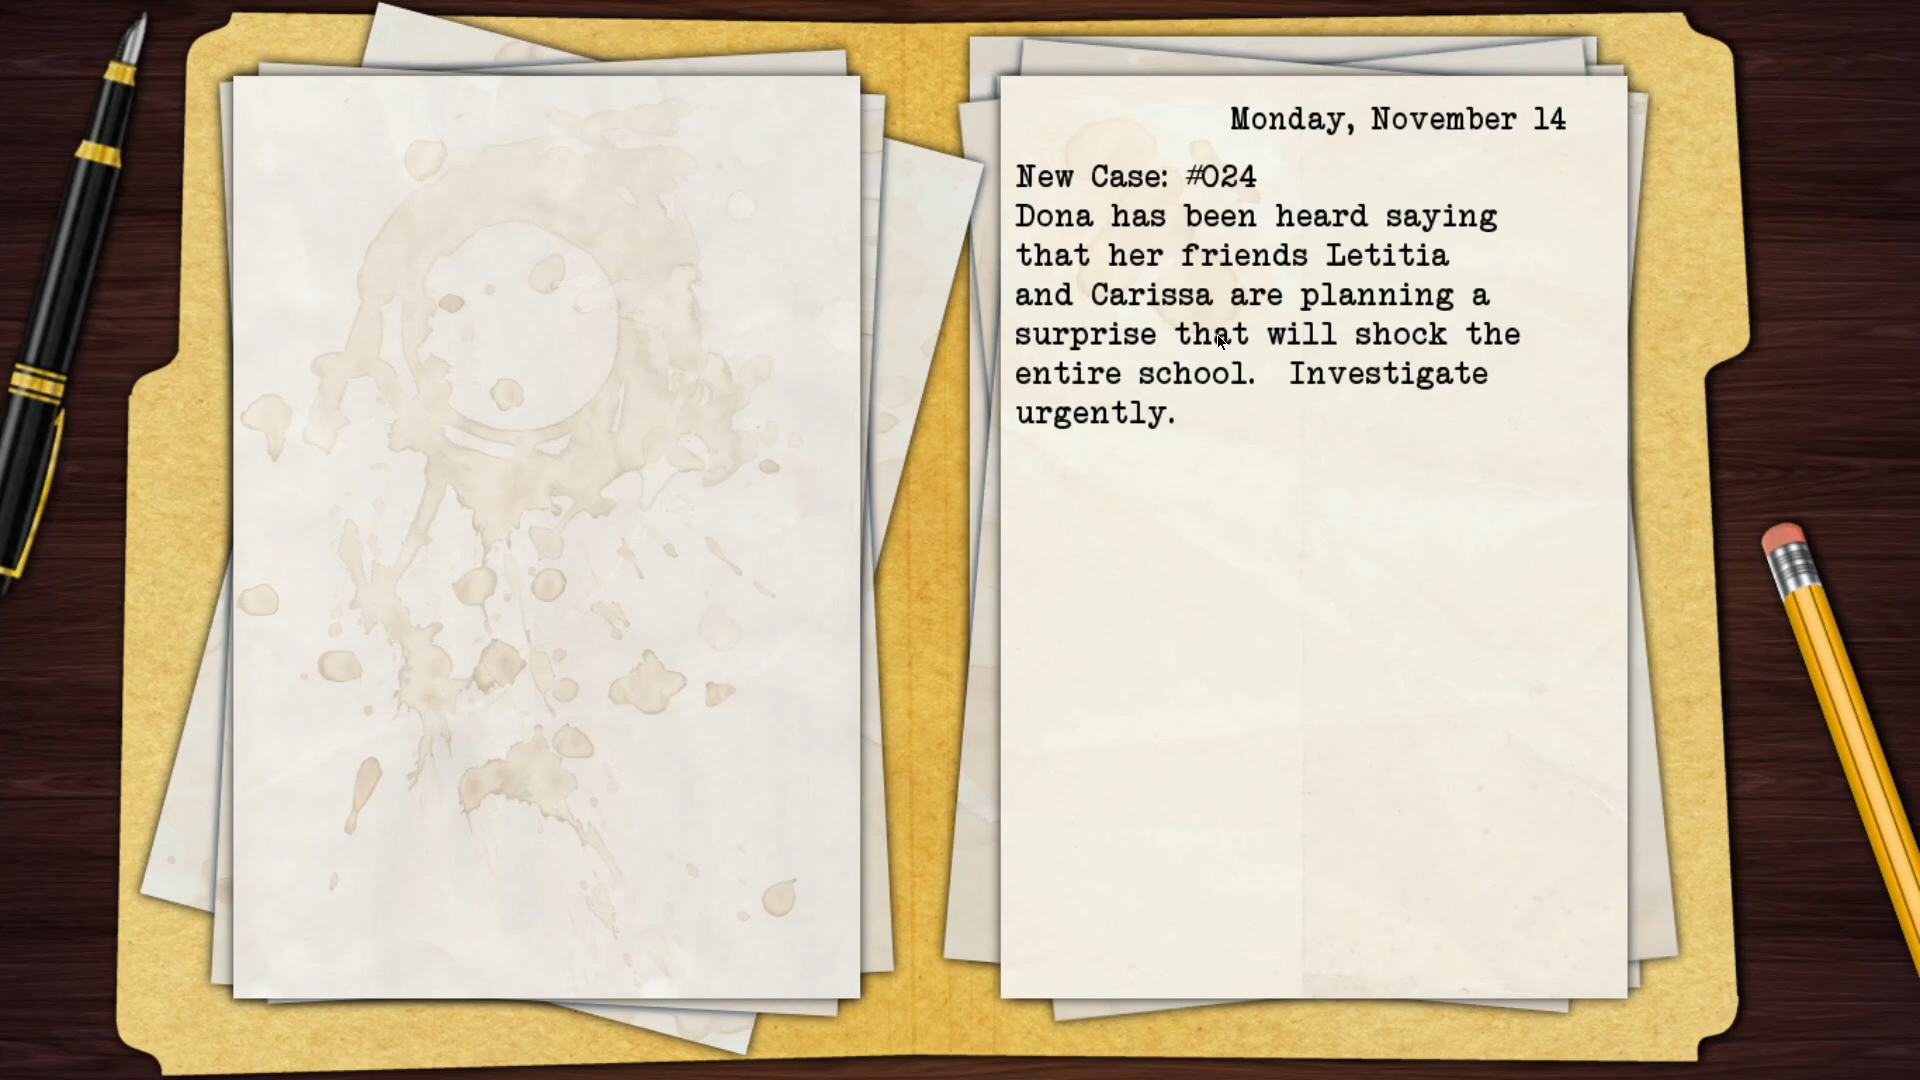 Monday, November 14
New Case: #024
Dona has been heard saying
that her friends Letitia
and Carissa are planning a
surprise that will shock the
entire school.  Investigate
urgently.